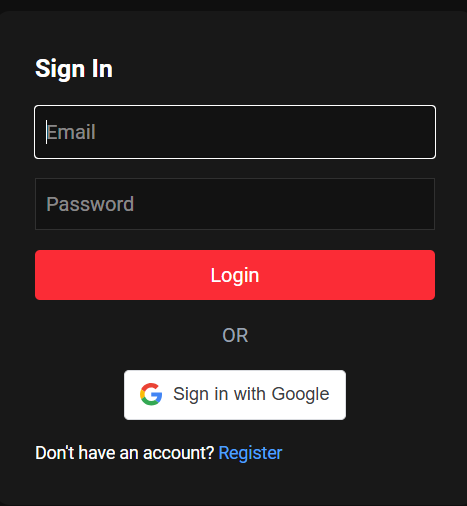 Sign In
Email
Password
Login
OR
Sign in with Google
Don't have an account? Register